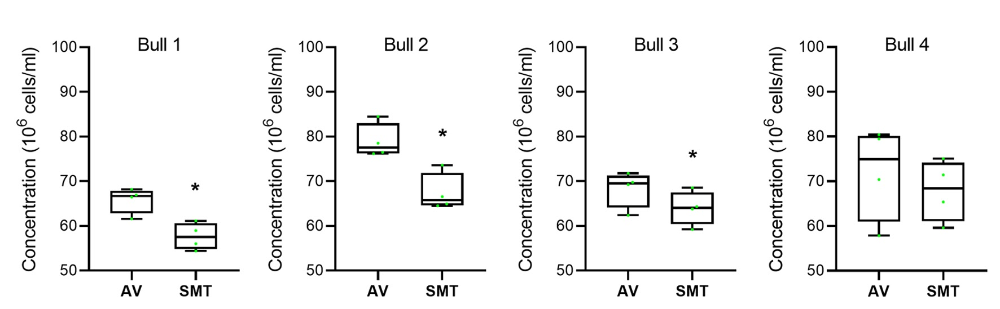 Bull 1
Concentration (10⁶ cells/ml)
100
90
80
70
60
50
*
AV SMT
Bull 2
Concentration (10⁶ cells/ml)
100
90
80
70
60
50
*
AV SMT
Bull 3
Concentration (10⁶ cells/ml)
100
90
80
70
60
50
*
AV SMT
Bull 4
Concentration (10⁶ cells/ml)
100
90
80
70
60
50
AV SMT